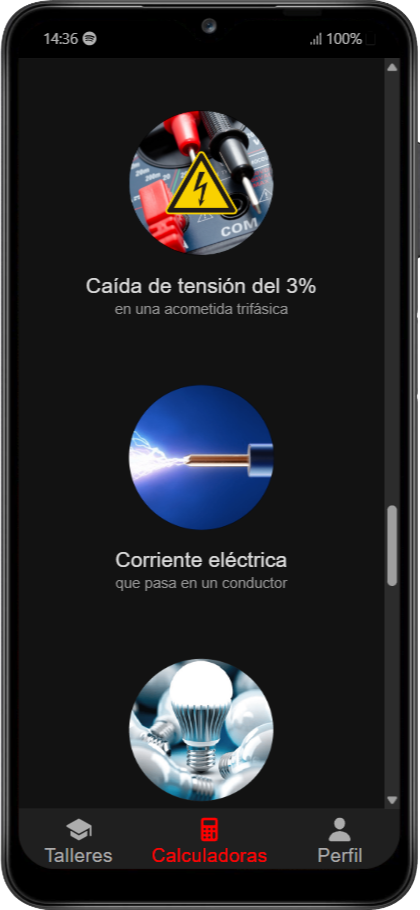 14:36
100%
COM
Caída de tensión del 3%
en una acometida trifásica
Corriente eléctrica
que pasa en un conductor
Talleres
Calculadoras
Perfil